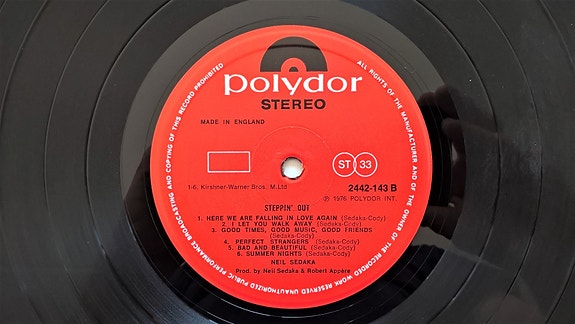 polydor
STEREO
MADE IN ENGLAND
ST 33
1-6. Kirshner-Warner Bros. M.Ltd
2442-143 B
℗ 1976 POLYDOR INT.
STEPPIN' OUT
1. HERE WE ARE FALLING IN LOVE AGAIN (Sedaka-Cody)
2. I LET YOU WALK AWAY (Sedaka-Cody)
3. GOOD TIMES, GOOD MUSIC, GOOD FRIENDS
(Sedaka-Cody)
4. PERFECT STRANGERS (Sedaka-Cody)
5. BAD AND BEAUTIFUL (Sedaka-Cody)
6. SUMMER NIGHTS (Sedaka-Cody)
NEIL SEDAKA
Prod. by Neil Sedaka & Robert Appère
ALL RIGHTS OF THE MANUFACTURER AND OF THE OWNER OF THE RECORDED WORK RESERVED UNAUTHORIZED PUBLIC PERFORMANCE BROADCASTING AND COPYING OF THIS RECORD PROHIBITED